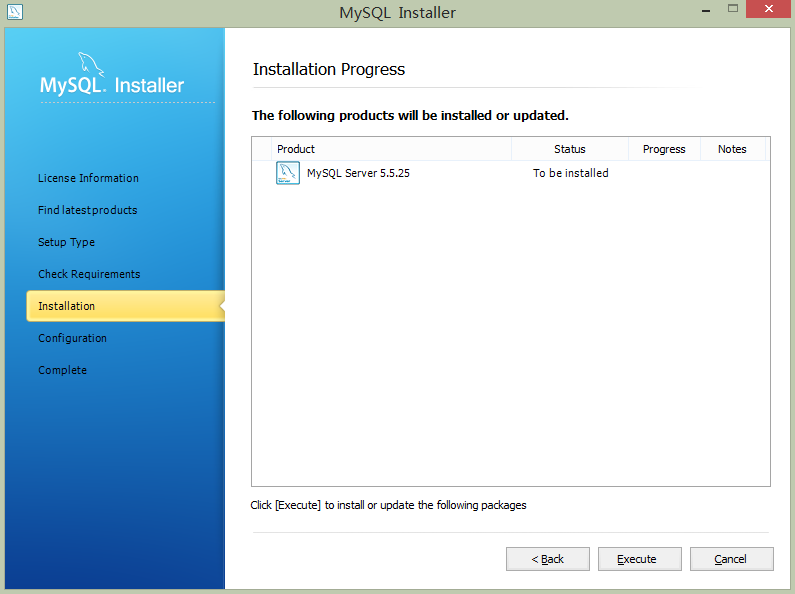 MySQL Installer
MySQL. Installer
License Information
Find latest products
Setup Type
Check Requirements
Installation
Configuration
Complete
Installation Progress
The following products will be installed or updated.
Product Status Progress Notes
MySQL Server 5.5.25 To be installed
Click [Execute] to install or update the following packages
< Back Execute Cancel